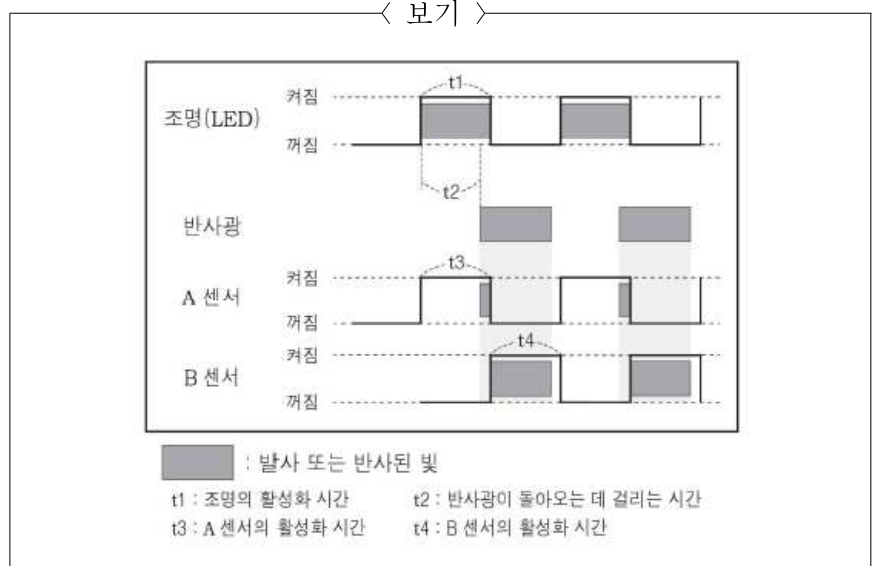 〈 보기 〉
켜짐
t1
조명(LED)
꺼짐
t2
반사광
켜짐
t3
A 센서
꺼짐
켜짐
t4
B 센서
꺼짐
: 발사 또는 반사된 빛
t1 : 조명의 활성화 시간 t2 : 반사광이 돌아오는 데 걸리는 시간
t3 : A 센서의 활성화 시간 t4 : B 센서의 활성화 시간